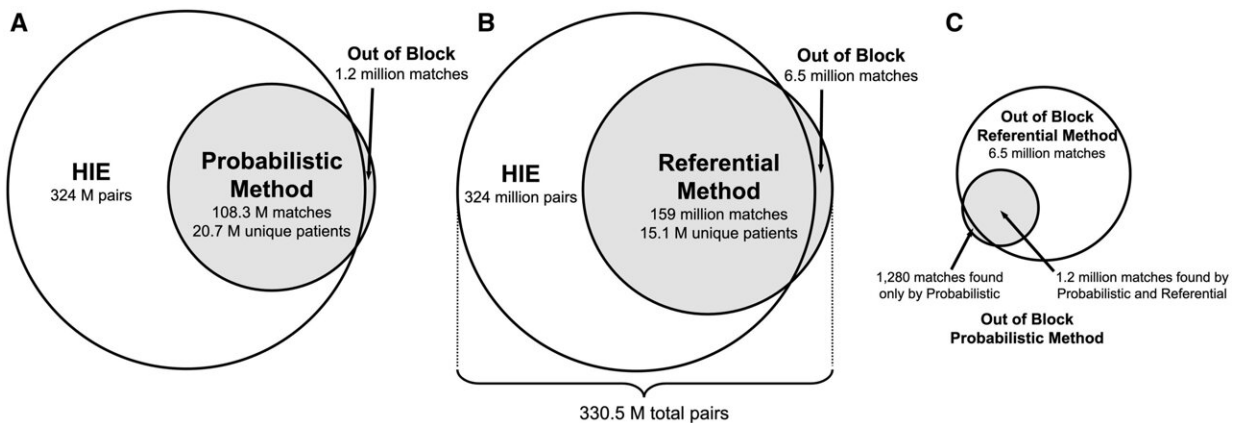 A
Out of Block
1.2 million matches
HIE
324 M pairs
Probabilistic
Method
108.3 M matches
20.7 M unique patients
B
Out of Block
6.5 million matches
HIE
324 million pairs
Referential
Method
159 million matches
15.1 M unique patients
330.5 M total pairs
C
Out of Block
Referential Method
6.5 million matches
1,280 matches found
only by Probabilistic
1.2 million matches found by
Probabilistic and Referential
Out of Block
Probabilistic Method